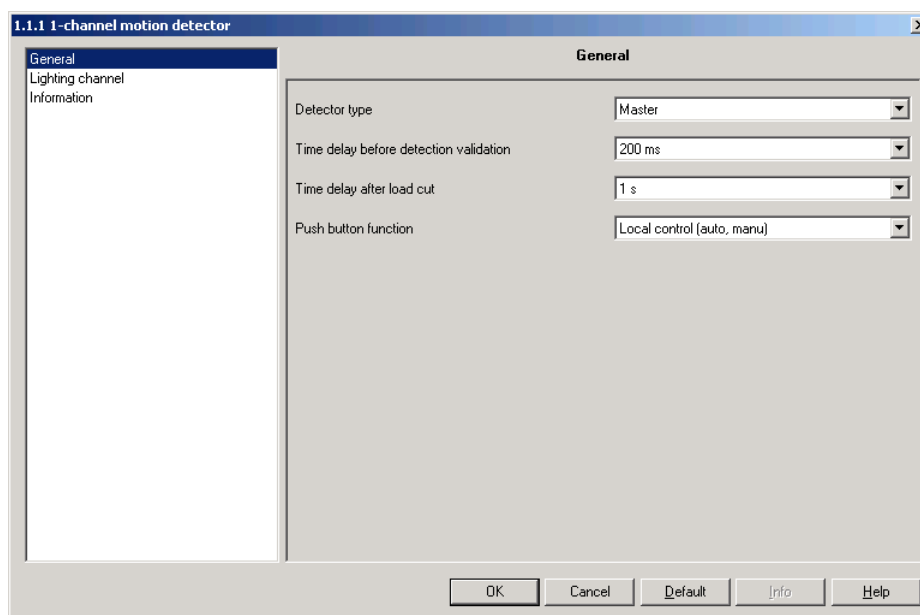 1.1.1 1-channel motion detector
General
Lighting channel
Information
General
Detector type
Master
Time delay before detection validation
200 ms
Time delay after load cut
1 s
Push button function
Local control (auto, manu)
OK
Cancel
Default
Info
Help